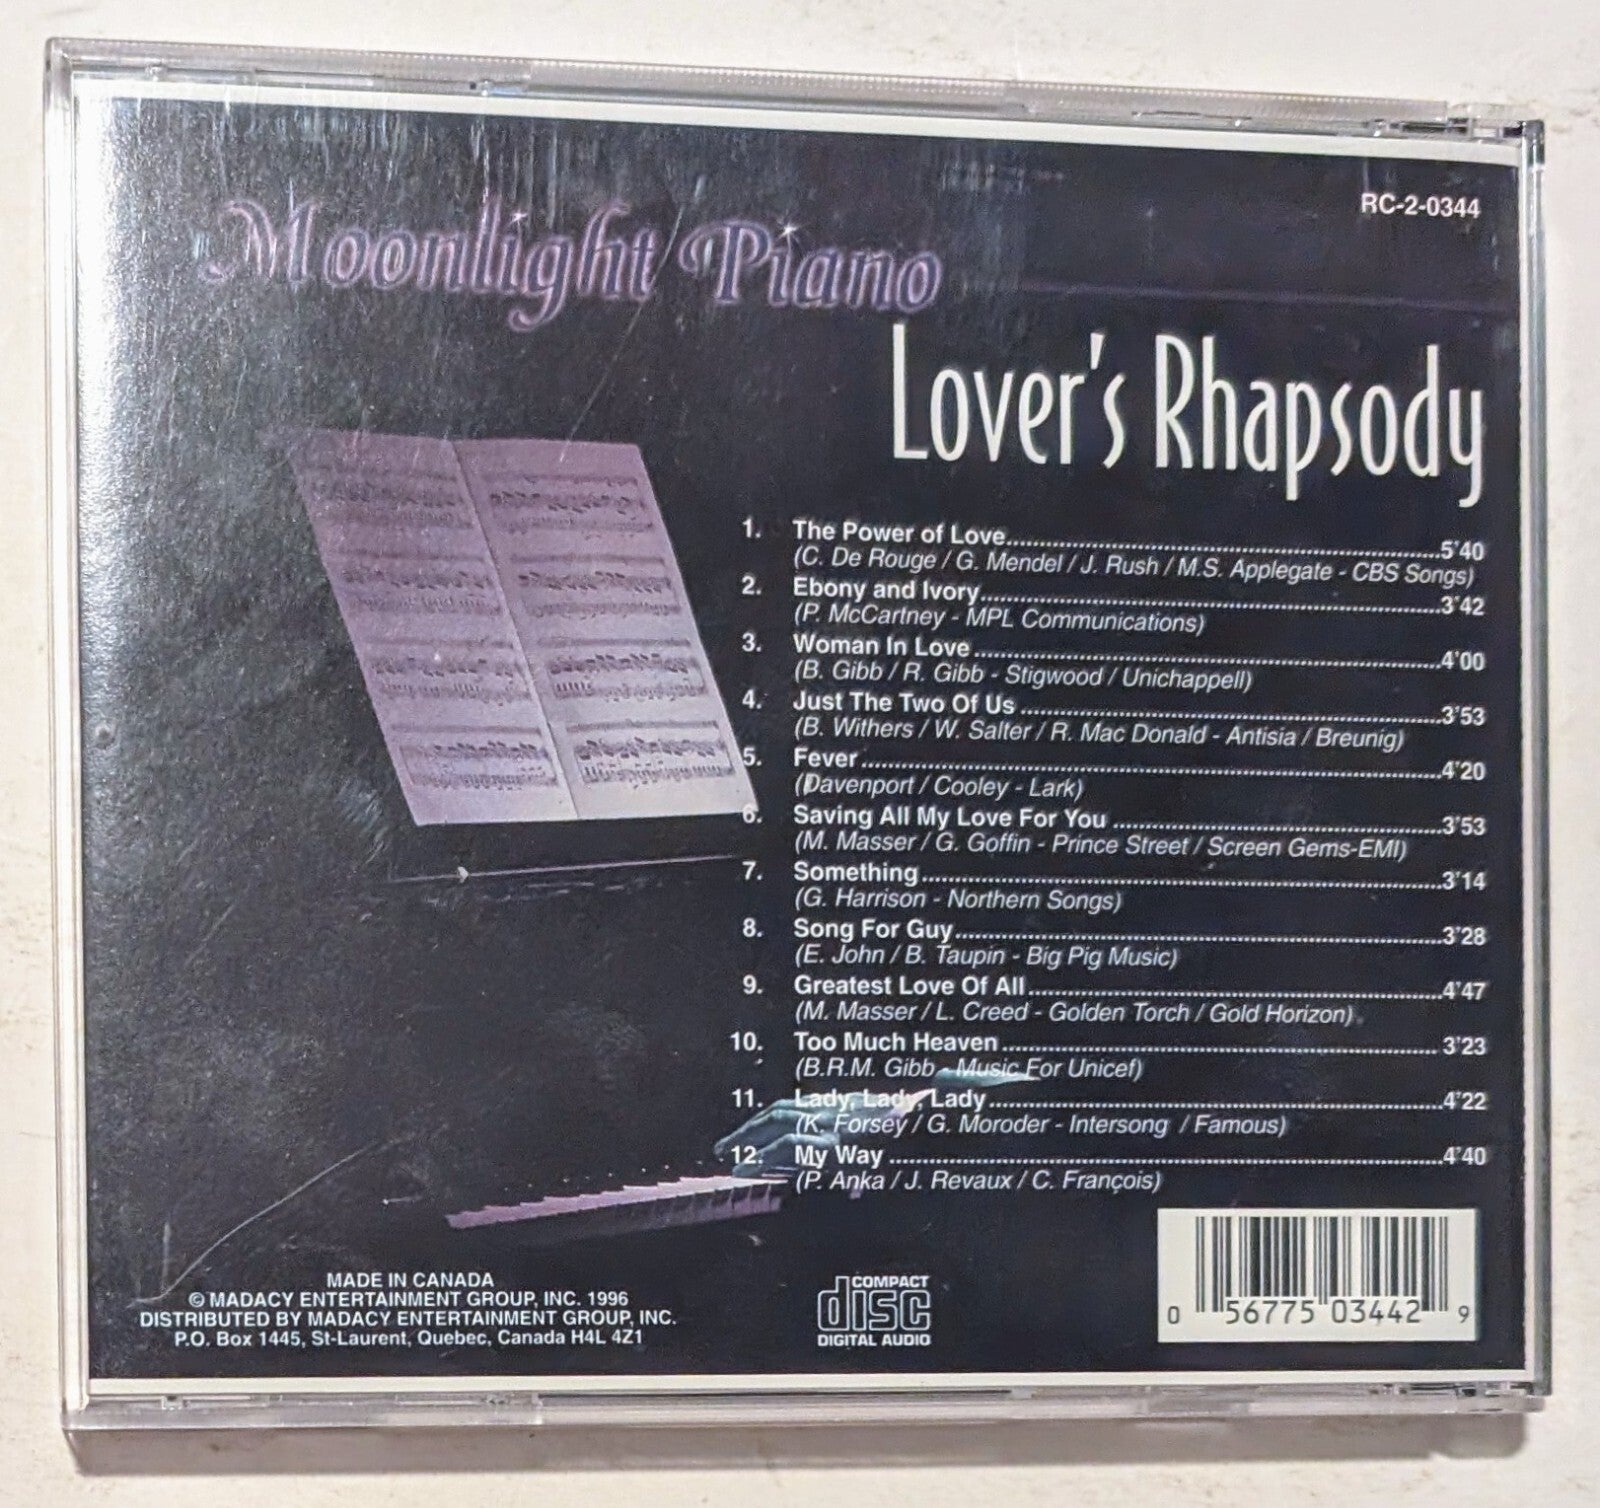 RC-2-0344
Moonlight Piano
Lover's Rhapsody
1. The Power of Love..........5'40
(C. De Rouge / G. Mendel / J. Rush / M.S. Applegate - CBS Songs)
2. Ebony and Ivory..........3'42
(P. McCartney - MPL Communications)
3. Woman In Love..........4'00
(B. Gibb / R. Gibb - Stigwood / Unichappell)
4. Just The Two Of Us..........3'53
(B. Withers / W. Salter / R. Mac Donald - Antisia / Breunig)
5. Fever..........4'20
(Davenport / Cooley - Lark)
6. Saving All My Love For You..........3'53
(M. Masser / G. Goffin - Prince Street / Screen Gems-EMI)
7. Something..........3'14
(G. Harrison - Northern Songs)
8. Song For Guy..........3'28
(E. John / B. Taupin - Big Pig Music)
9. Greatest Love Of All..........4'47
(M. Masser / L. Creed - Golden Torch / Gold Horizon)
10. Too Much Heaven..........3'23
(B.R.M. Gibb - Music For Unicef)
11. Lady, Lady, Lady..........4'22
(K. Forsey / G. Moroder - Intersong / Famous)
12. My Way..........4'40
(P. Anka / J. Revaux / C. François)
MADE IN CANADA
© MADACY ENTERTAINMENT GROUP, INC. 1996
DISTRIBUTED BY MADACY ENTERTAINMENT GROUP, INC.
P.O. Box 1445, St-Laurent, Quebec, Canada H4L 4Z1
COMPACT
disc
DIGITAL AUDIO
0 56775 03442 9